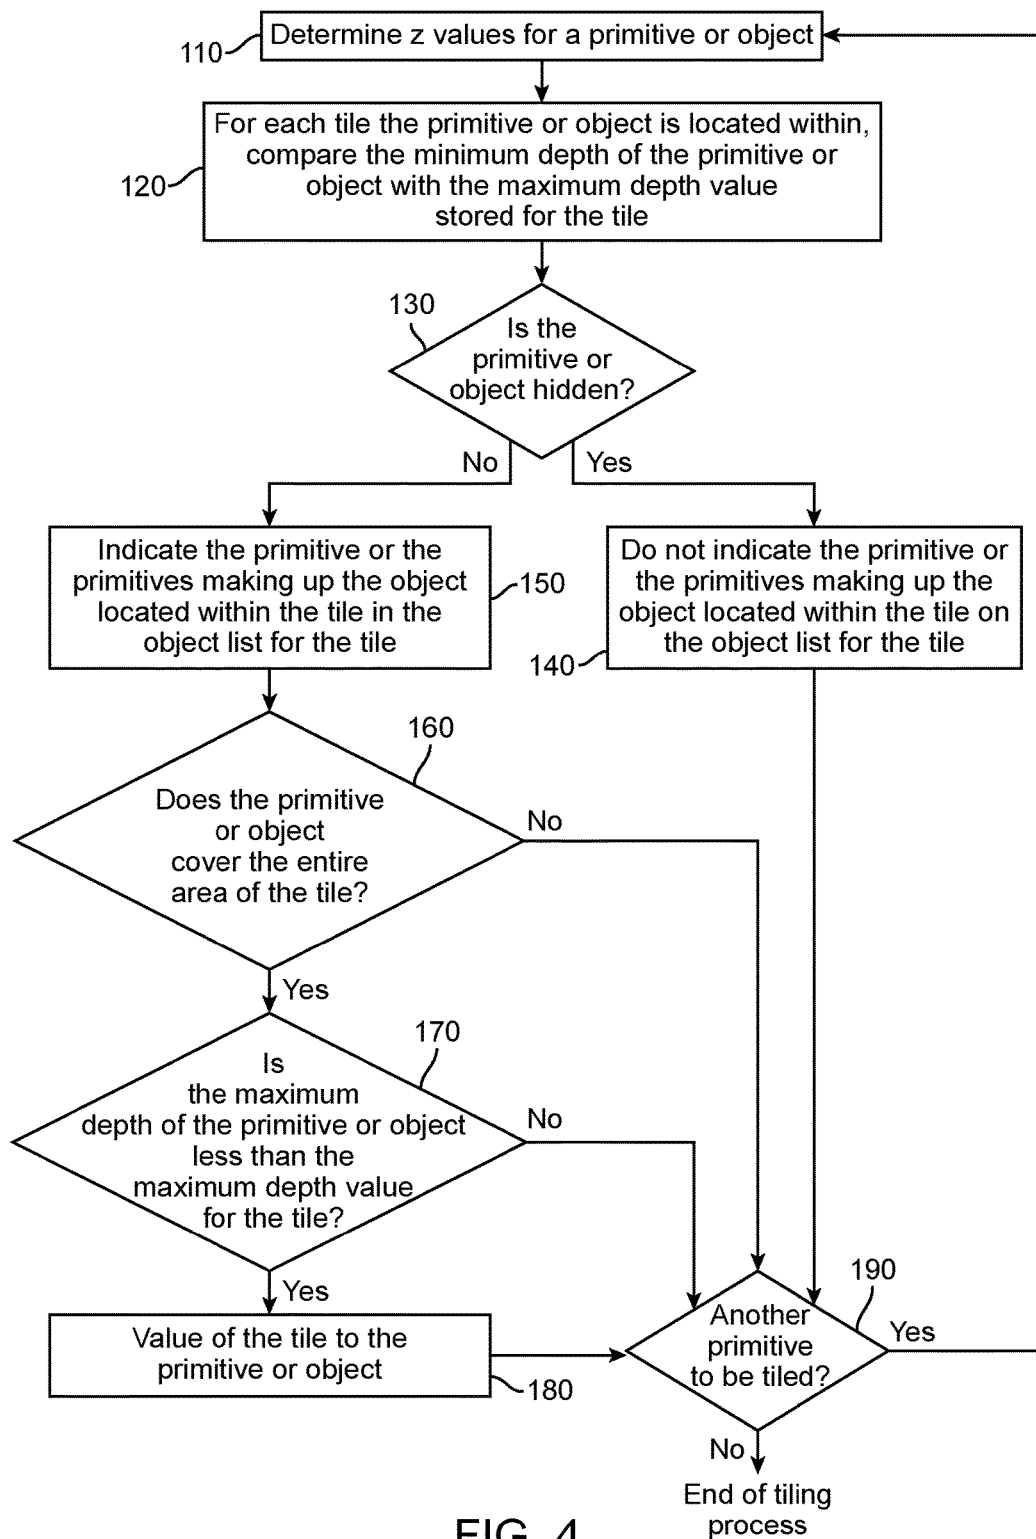 Determine z values for a primitive or object
110
For each tile the primitive or object is located within,
compare the minimum depth of the primitive or
object with the maximum depth value
stored for the tile
120
130
Is the
primitive or
object hidden?
No
Yes
Indicate the primitive or the
primitives making up the object
located within the tile in the
object list for the tile
150
Do not indicate the primitive or
the primitives making up the
object located within the tile on
the object list for the tile
140
160
Does the primitive
or object
cover the entire
area of the tile?
No
Yes
170
Is
the maximum
depth of the primitive or object
less than the
maximum depth value
for the tile?
No
Yes
Value of the tile to the
primitive or object
180
190
Another
primitive
to be tiled?
Yes
No
End of tiling
process
FIG. 4